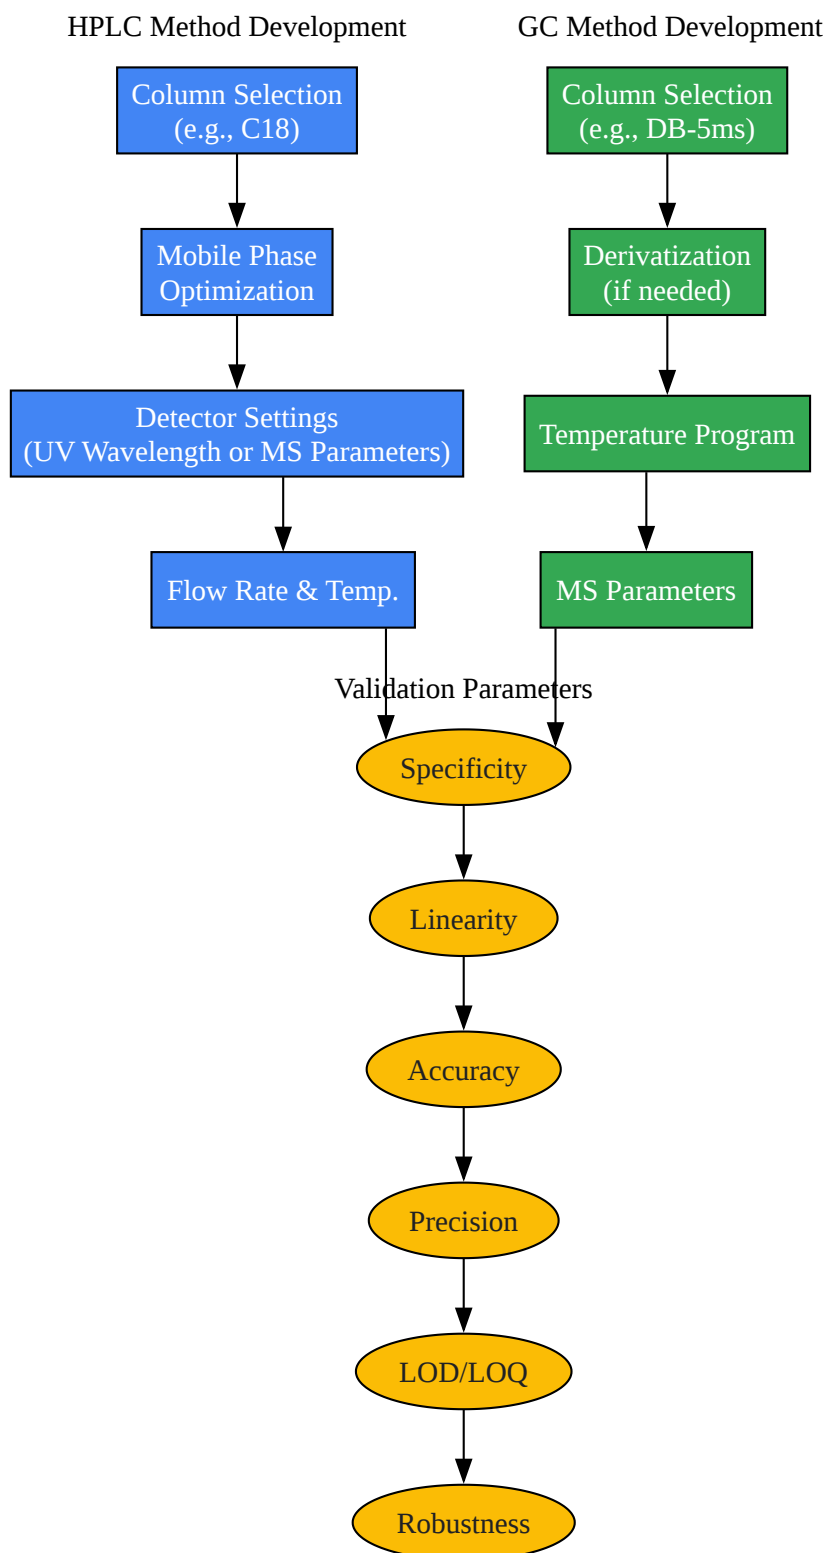 HPLC Method Development
Column Selection
(e.g., C18)
Mobile Phase
Optimization
Detector Settings
(UV Wavelength or MS Parameters)
Flow Rate & Temp.
GC Method Development
Column Selection
(e.g., DB-5ms)
Derivatization
(if needed)
Temperature Program
MS Parameters
Validation Parameters
Specificity
Linearity
Accuracy
Precision
LOD/LOQ
Robustness